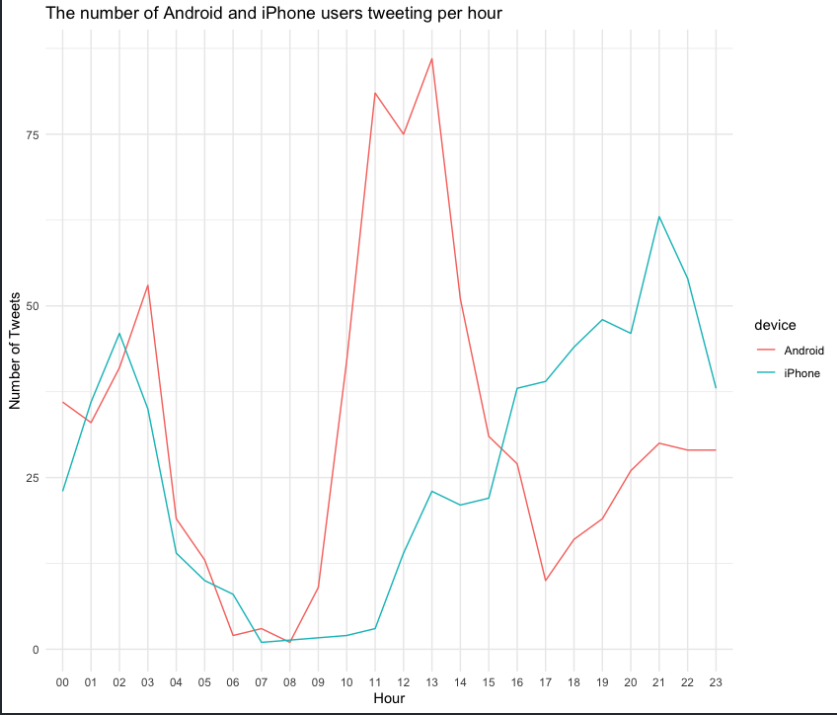 The number of Android and iPhone users tweeting per hour
Number of Tweets
75
50
25
0
00 01 02 03 04 05 06 07 08 09 10 11 12 13 14 15 16 17 18 19 20 21 22 23
Hour
device
Android
iPhone